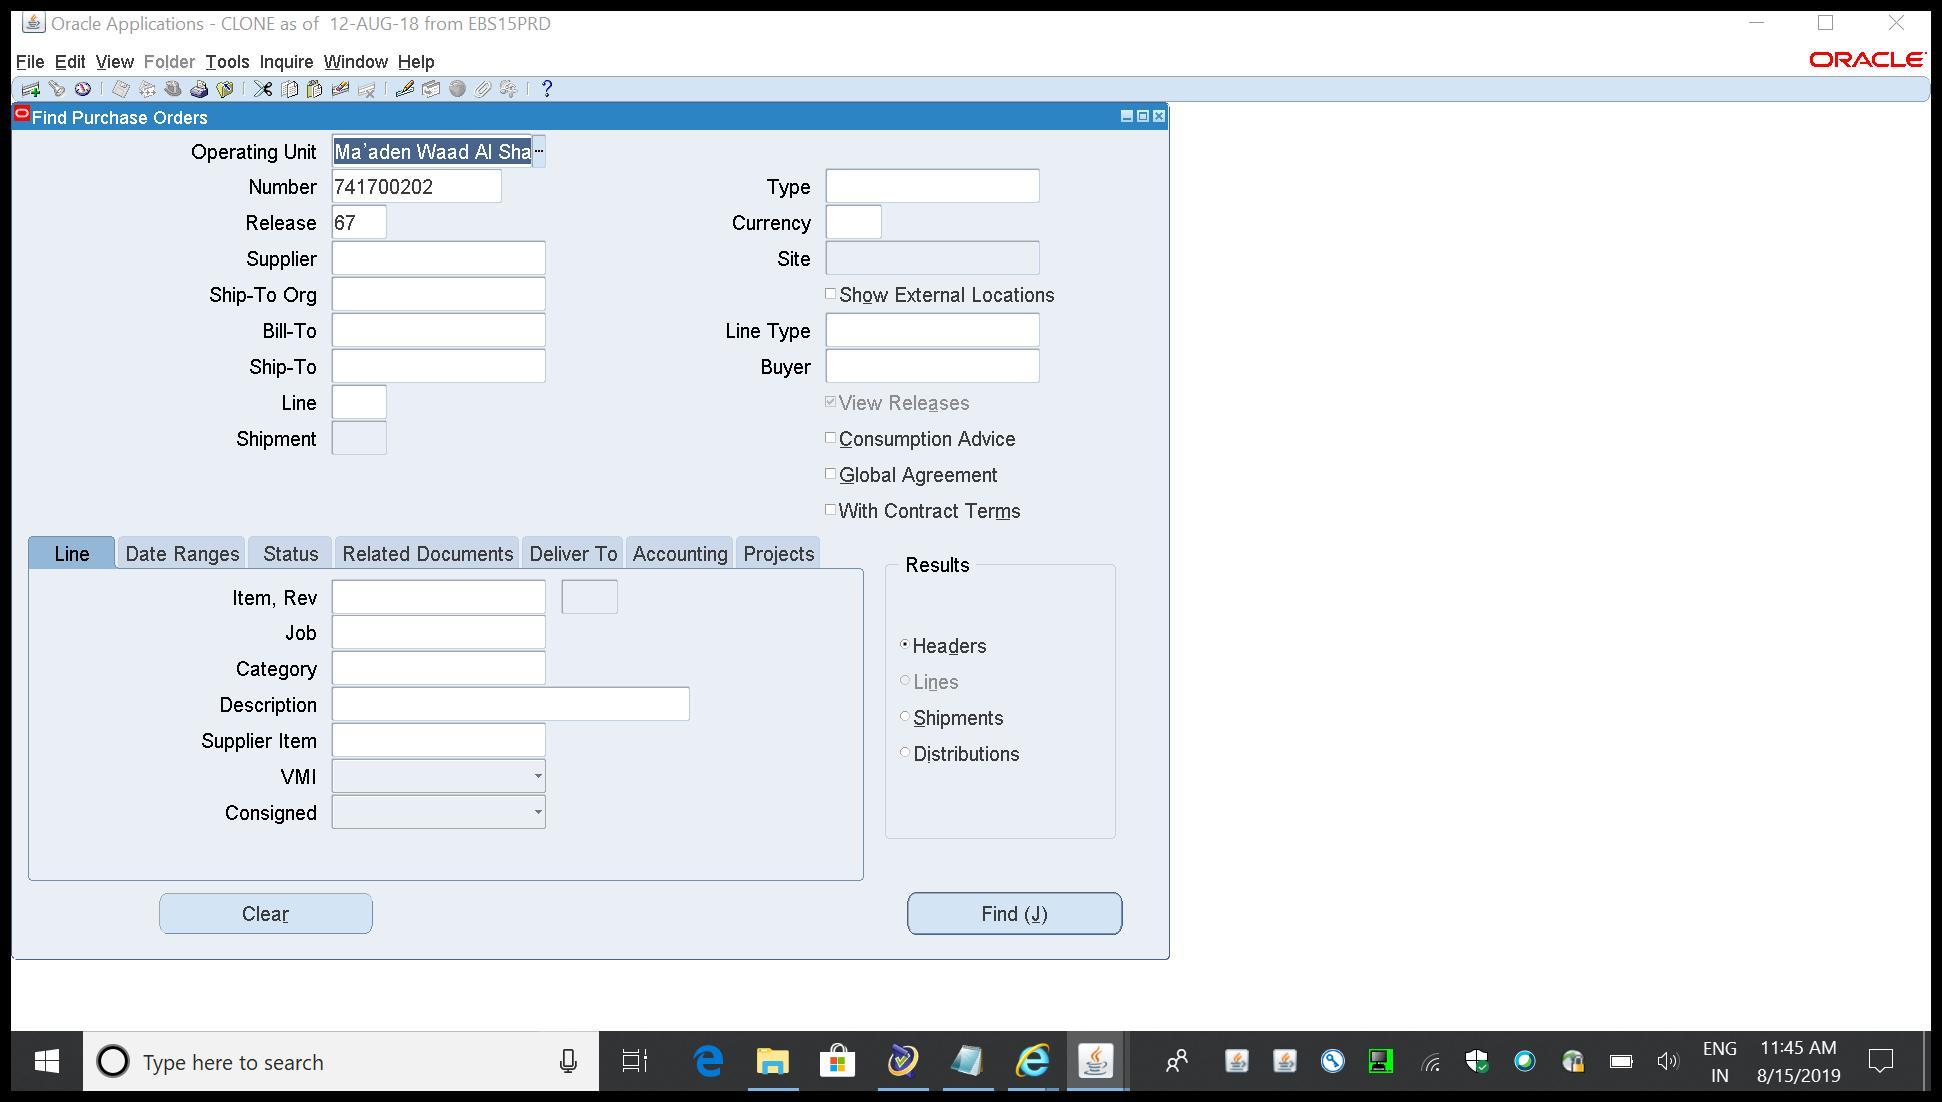 Oracle Applications - CLONE as of 12-AUG-18 from EBS15PRD
File Edit View Folder Tools Inquire Window Help
ORACLE
Find Purchase Orders
Operating Unit Ma'aden Waad Al Sha
Number 741700202
Type
Release 67
Currency
Supplier
Site
Ship-To Org
Show External Locations
Bill-To
Line Type
Ship-To
Buyer
Line
View Releases
Shipment
Consumption Advice
Global Agreement
With Contract Terms
Line Date Ranges Status Related Documents Deliver To Accounting Projects
Results
Item, Rev
Job
Headers
Category
Lines
Description
Shipments
Supplier Item
Distributions
VMI
Consigned
Clear
Find (J)
Type here to search
ENG
IN
11:45 AM
8/15/2019